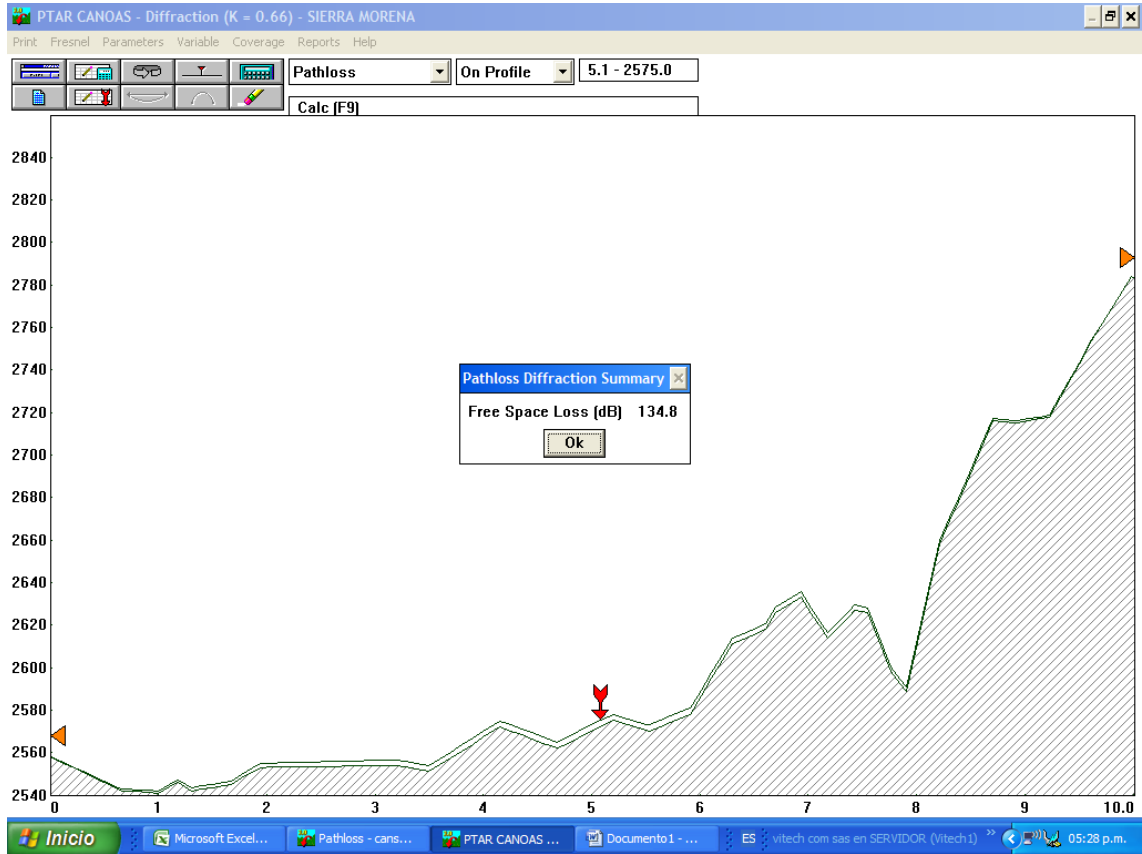 PTAR CANOAS - Diffraction (K = 0.66) - SIERRA MORENA
Print Fresnel Parameters Variable Coverage Reports Help
Pathloss On Profile 5.1 - 2575.0
Calc (F9)
2840
2820
2800
2780
2760
2740
2720
2700
2680
2660
2640
2620
2600
2580
2560
2540
Pathloss Diffraction Summary
Free Space Loss (dB) 134.8
Ok
0 1 2 3 4 5 6 7 8 9 10.0
Inicio Microsoft Excel... Pathloss - cans... PTAR CANOAS ... Documento1 - ... ES vitech com sas en SERVIDOR (Vitech1) 05:28 p.m.